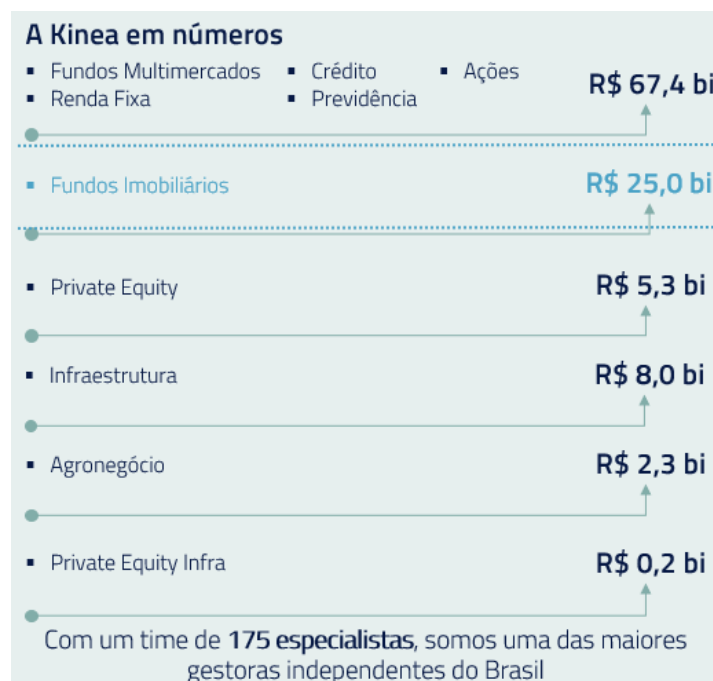 A Kinea em números
▪ Fundos Multimercados ▪ Crédito ▪ Ações
▪ Renda Fixa ▪ Previdência
R$ 67,4 bi
▪ Fundos Imobiliários R$ 25,0 bi
▪ Private Equity R$ 5,3 bi
▪ Infraestrutura R$ 8,0 bi
▪ Agronegócio R$ 2,3 bi
▪ Private Equity Infra R$ 0,2 bi
Com um time de 175 especialistas, somos uma das maiores
gestoras independentes do Brasil